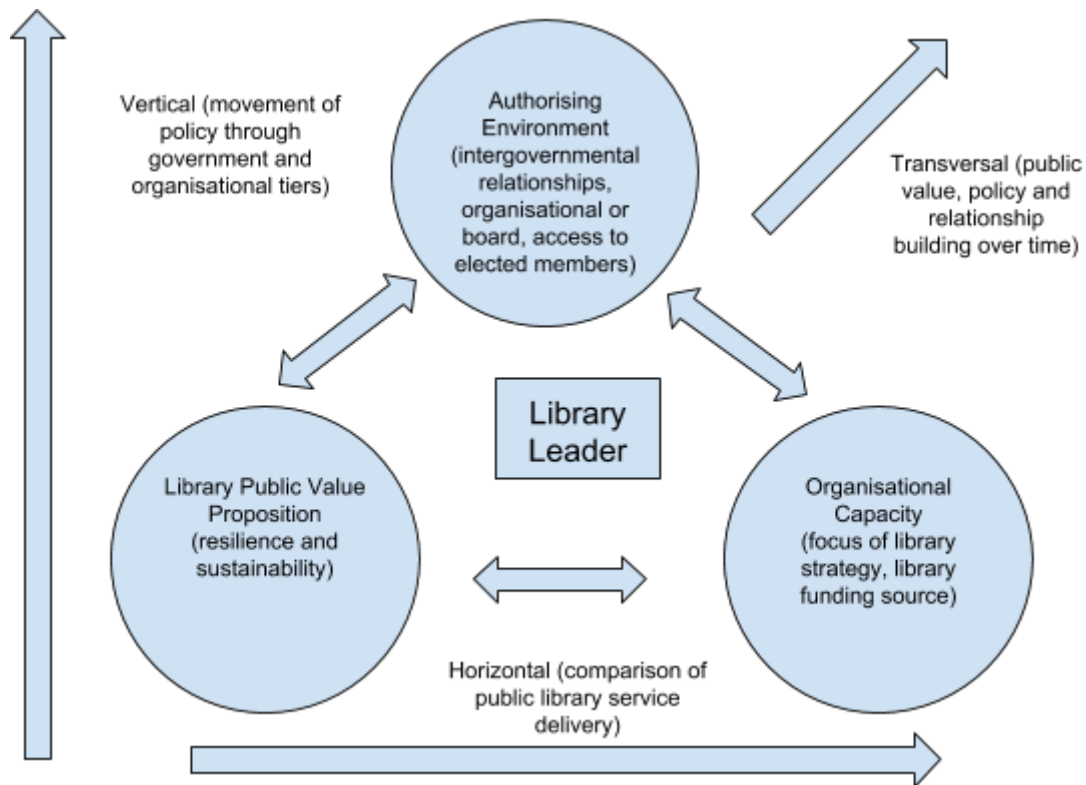 Vertical (movement of
policy through
government and
organisational tiers)
Authorising
Environment
(intergovernmental
relationships,
organisational or
board, access to
elected members)
Transversal (public
value, policy and
relationship
building over time)
Library
Leader
Library Public Value
Proposition
(resilience and
sustainability)
Organisational
Capacity
(focus of library
strategy, library
funding source)
Horizontal (comparison of
public library service
delivery)